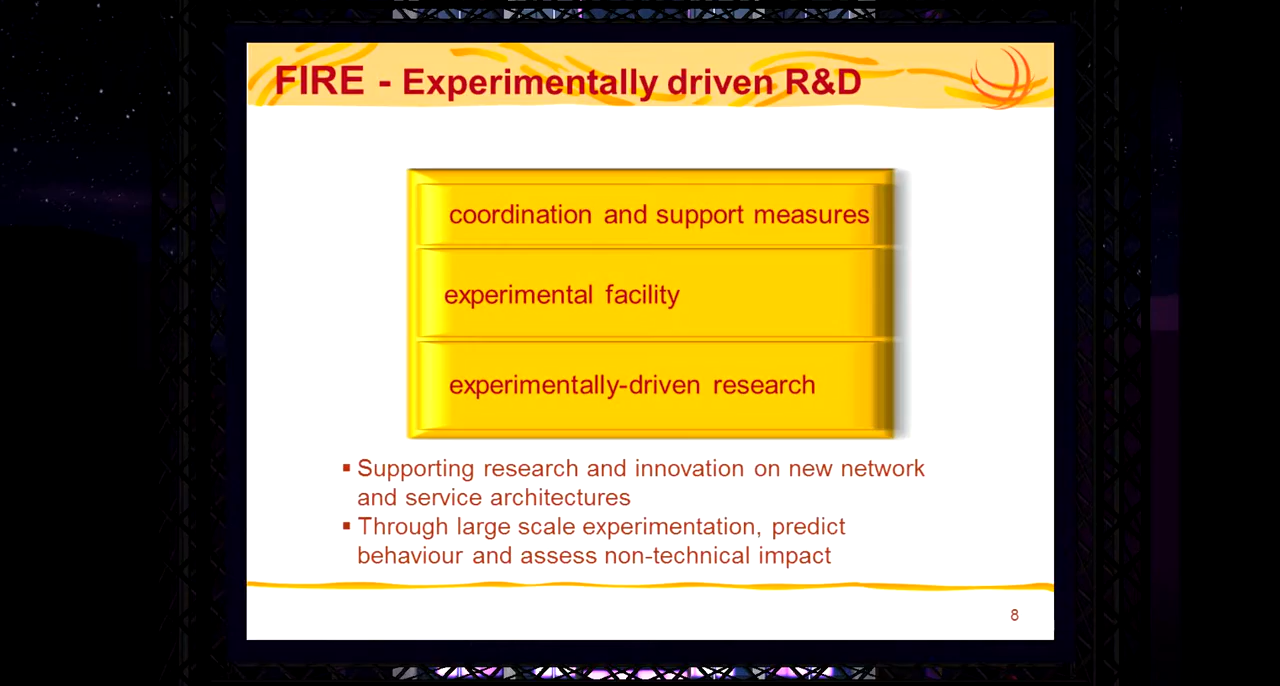 FIRE - Experimentally driven R&D
coordination and support measures
experimental facility
experimentally-driven research
▪ Supporting research and innovation on new network
and service architectures
▪ Through large scale experimentation, predict
behaviour and assess non-technical impact
8